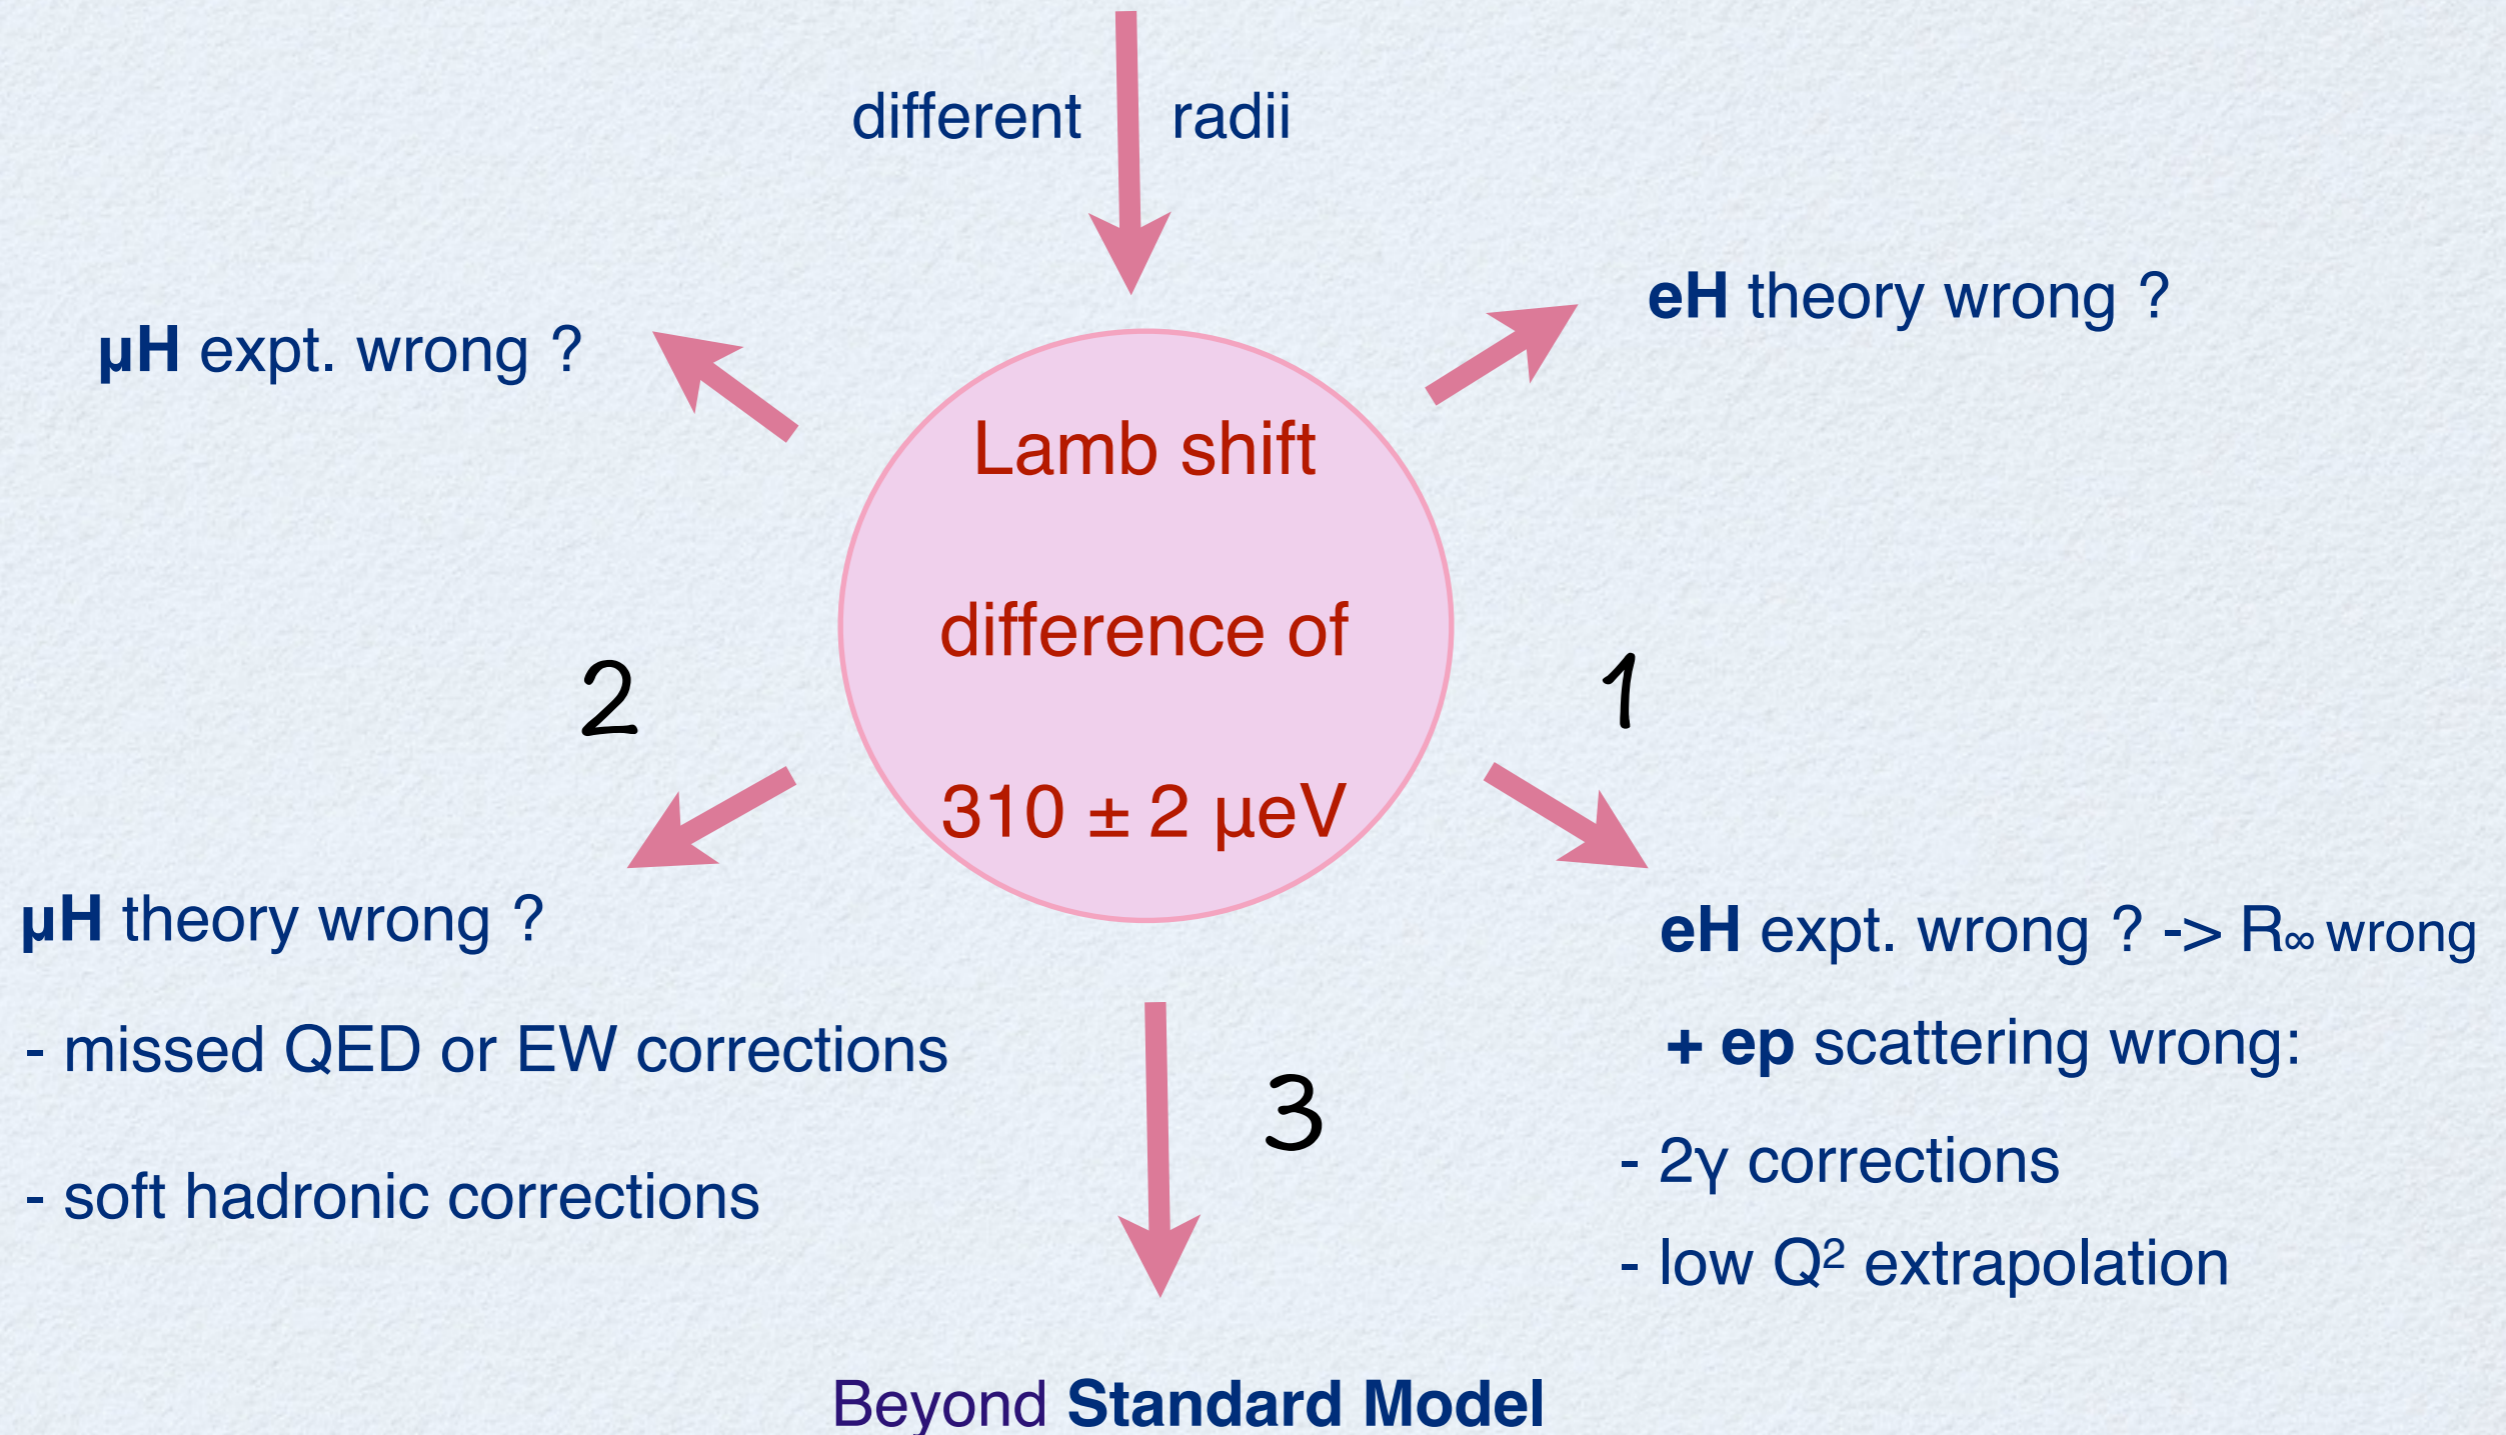 different radii
µH expt. wrong ?
eH theory wrong ?
Lamb shift
difference of
310 ± 2 µeV
2
1
µH theory wrong ?
- missed QED or EW corrections
- soft hadronic corrections
eH expt. wrong ? -> R∞ wrong
+ ep scattering wrong:
- 2γ corrections
- low Q² extrapolation
3
Beyond Standard Model